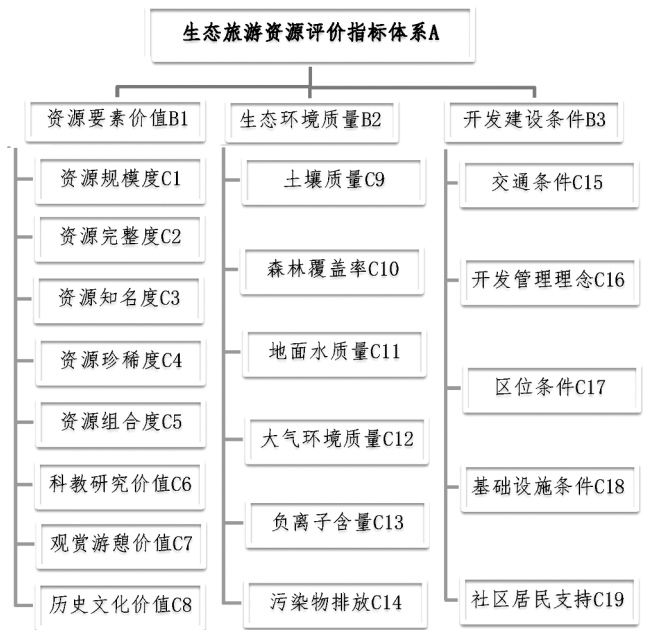 生态旅游资源评价指标体系A
资源要素价值B1
资源规模度C1
资源完整度C2
资源知名度C3
资源珍稀度C4
资源组合度C5
科教研究价值C6
观赏游憩价值C7
历史文化价值C8
生态环境质量B2
土壤质量C9
森林覆盖率C10
地面水质量C11
大气环境质量C12
负离子含量C13
污染物排放C14
开发建设条件B3
交通条件C15
开发管理理念C16
区位条件C17
基础设施条件C18
社区居民支持C19